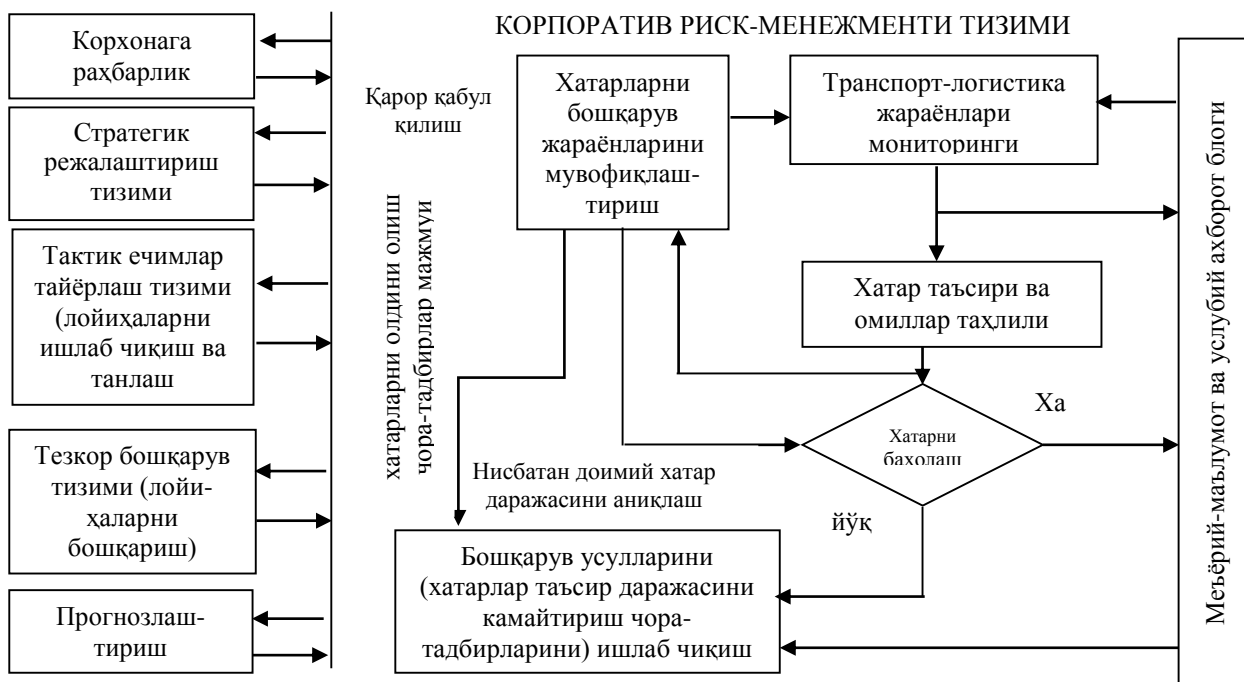 КОРПОРАТИВ РИСК-МЕНЕЖМЕНТИ ТИЗИМИ
Корхонага
раҳбарлик
Стратегик
режалаштириш
тизими
Тактик ечимлар
тайёрлаш тизими
(лойиҳаларни
ишлаб чиқиш ва
танлаш
Тезкор бошқарув
тизими (лойи-
ҳаларни
бошқариш)
Прогнозлаш-
тириш
Қарор қабул
қилиш
хатарларни олдини олиш
чора-тадбирлар мажмуи
Хатарларни
бошқарув
жараёнларини
мувофиқлаш-
тириш
Транспорт-логистика
жараёнлари
мониторинги
Хатар таъсири ва
омиллар таҳлили
Хатарни
баҳолаш
Ха
йўқ
Нисбатан доимий хатар
даражасини аниқлаш
Бошқарув усулларини
(хатарлар таъсир даражасини
камайтириш чора-
тадбирларини) ишлаб чиқиш
Меъёрий-маълумот ва услубий ахборот блоги